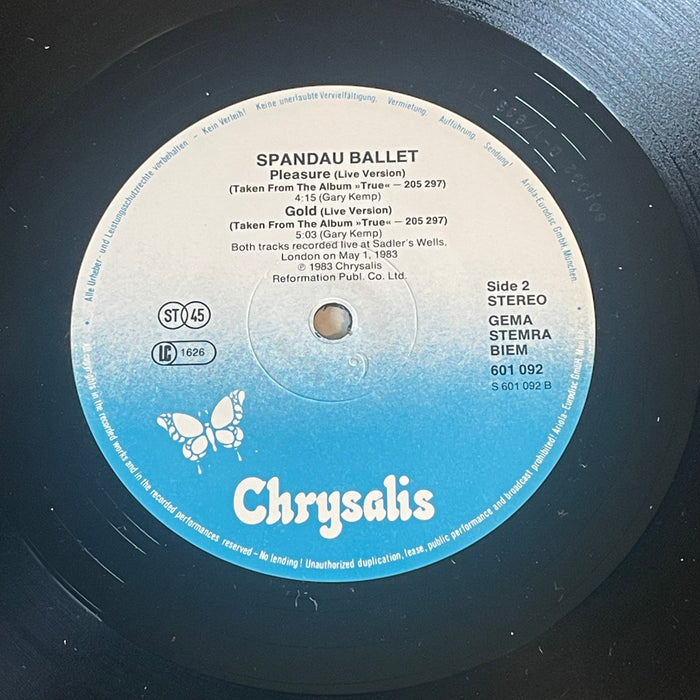 Alle Urheber- und Leistungsschutzrechte vorbehalten - Kein Verleih! Keine unerlaubte Vervielfältigung, Vermietung, Aufführung, Sendung! Ariola-Eurodisc GmbH, München.
SPANDAU BALLET
Pleasure (Live Version)
(Taken From The Album »True« — 205 297)
4:15 (Gary Kemp)
Gold (Live Version)
(Taken From The Album »True« — 205 297)
5:03 (Gary Kemp)
Both tracks recorded live at Sadler's Wells,
London on May 1, 1983
℗ 1983 Chrysalis
Reformation Publ. Co. Ltd.
ST 45
LC 1626
Side 2
STEREO
GEMA
STEMRA
BIEM
601 092
S 601 092 B
Chrysalis
All copyrights in the recorded works and in the recorded performances reserved - No lending! Unauthorized duplication, lease, public performance and broadcast prohibited! Ariola-Eurodisc GmbH,